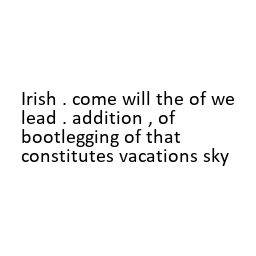 Irish . come will the of we
lead . addition , of
bootlegging of that
constitutes vacations sky